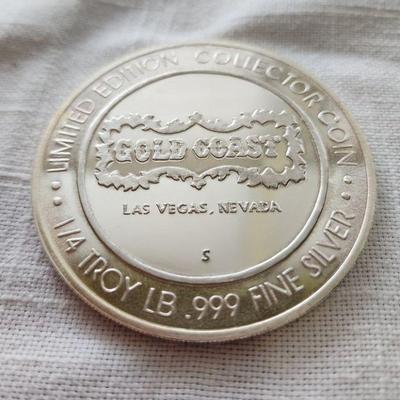 •• LIMITED EDITION COLLECTOR COIN ••
GOLD COAST
LAS VEGAS, NEVADA
S
1/4 TROY LB .999 FINE SILVER